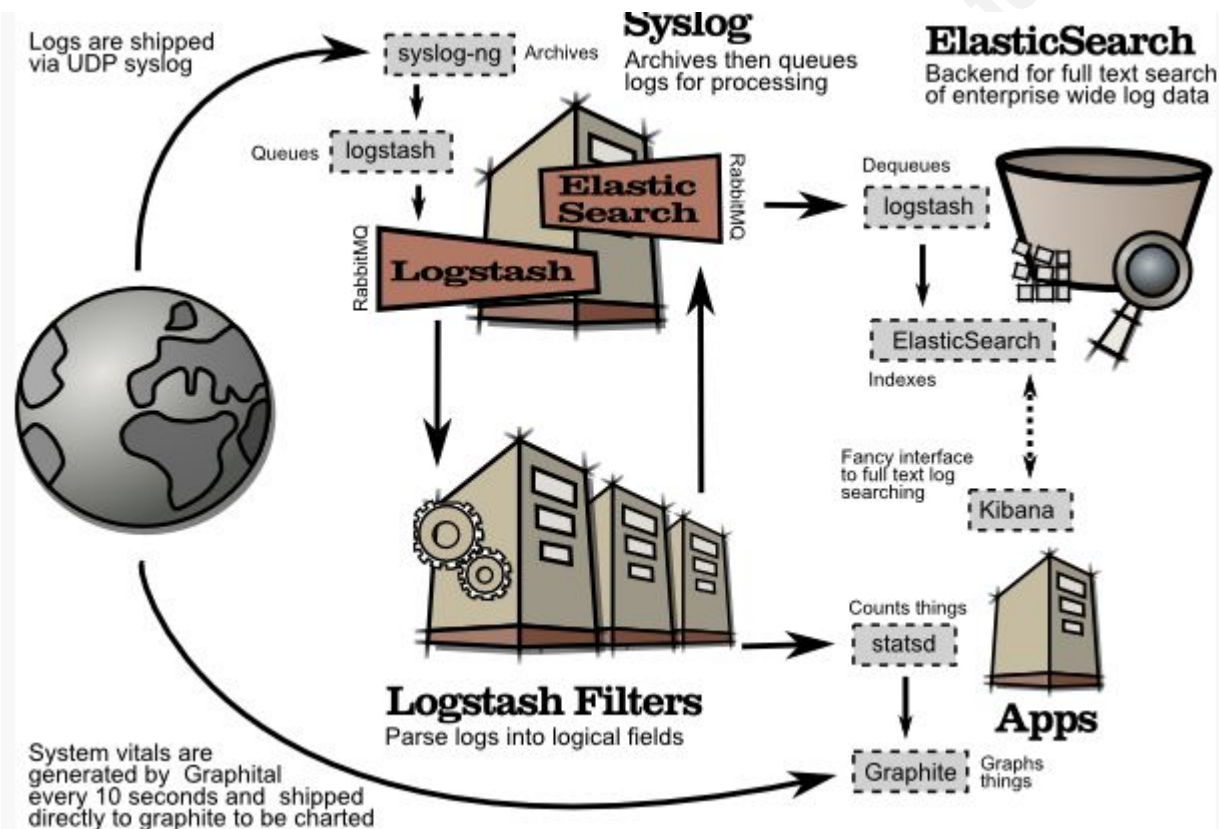 Logs are shipped
via UDP syslog
syslog-ng
Archives
Syslog
Archives then queues
logs for processing
ElasticSearch
Backend for full text search
of enterprise wide log data
Queues
logstash
RabbitMQ
Logstash
Elastic
Search
RabbitMQ
Dequeues
logstash
ElasticSearch
Indexes
Fancy interface
to full text log
searching
Kibana
Counts things
statsd
Logstash Filters
Parse logs into logical fields
Apps
Graphite
Graphs
things
System vitals are
generated by Graphital
every 10 seconds and shipped
directly to graphite to be charted